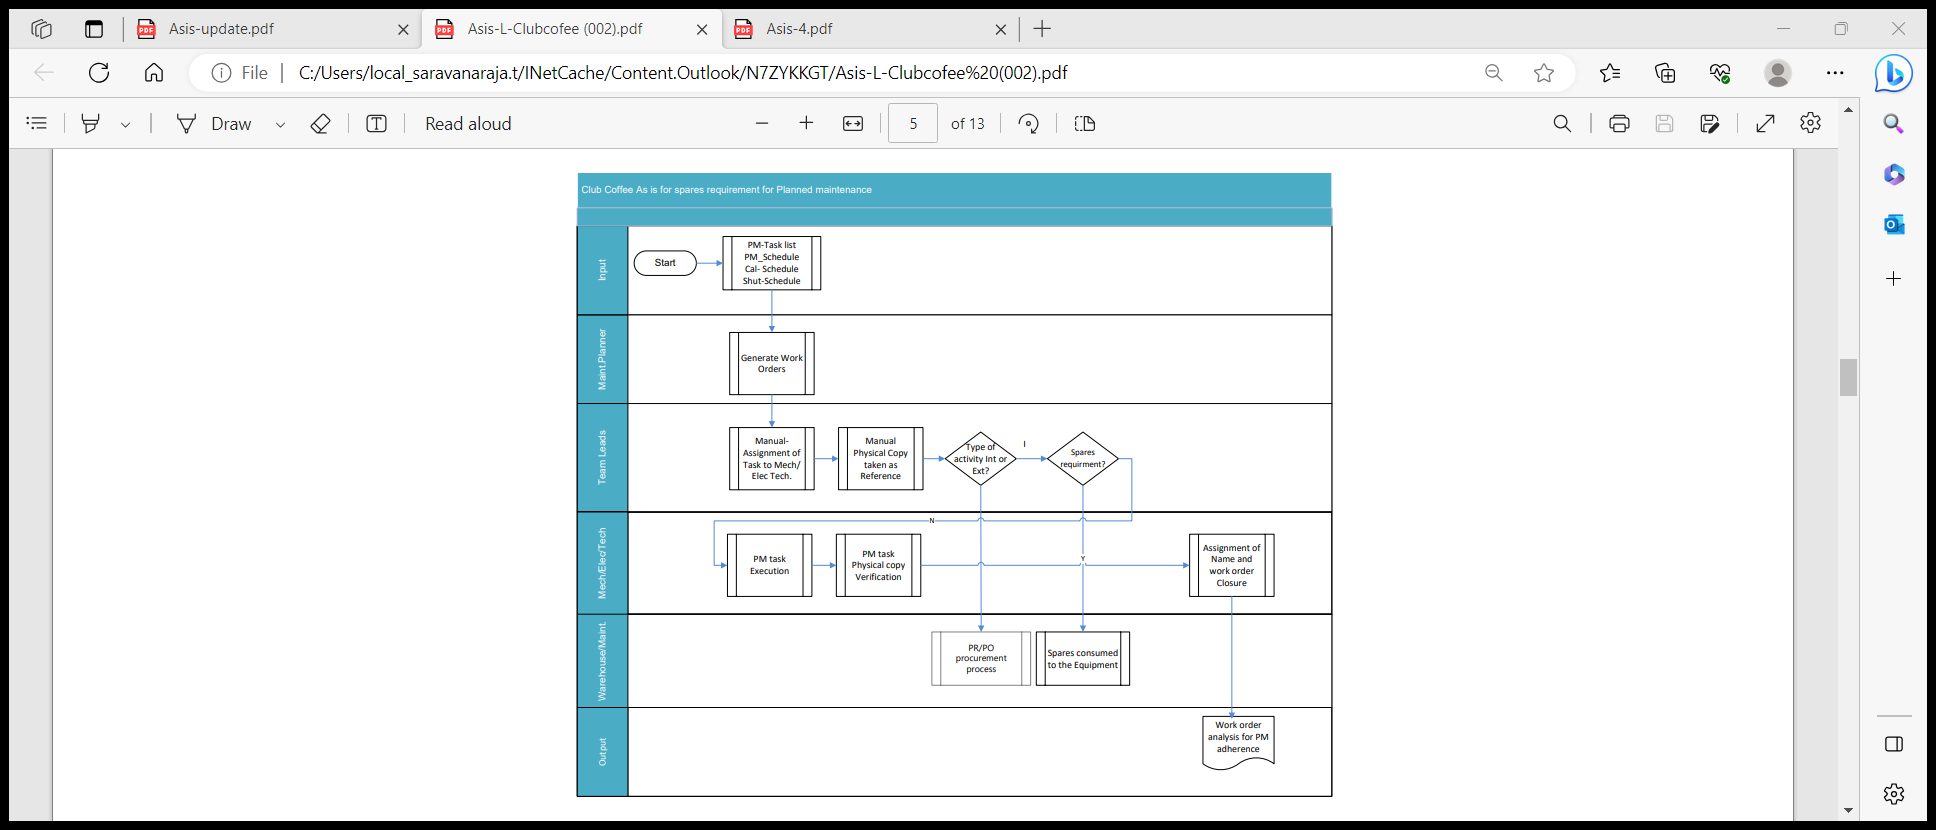 Asis-update.pdf
Asis-L-Clubcofee (002).pdf
Asis-4.pdf
File
C:/Users/local_saravanaraja.t/INetCache/Content.Outlook/N7ZYKKGT/Asis-L-Clubcofee%20(002).pdf
Draw
T
Read aloud
5
of 13
Club Coffee As is for spares requirement for Planned maintenance
Input
Start
PM-Task list
PM_Schedule
Cal- Schedule
Shut-Schedule
Maint.Planner
Generate Work
Orders
Team Leads
Manual-
Assignment of
Task to Mech/
Elec Tech.
Manual
Physical Copy
taken as
Reference
Type of
activity Int or
Ext?
I
Spares
requirment?
N
Mech/Elec/Tech
PM task
Execution
PM task
Physical copy
Verification
Y
Assignment of
Name and
work order
Closure
Warehouse/Maint.
PR/PO
procurement
process
Spares consumed
to the Equipment
Output
Work order
analysis for PM
adherence